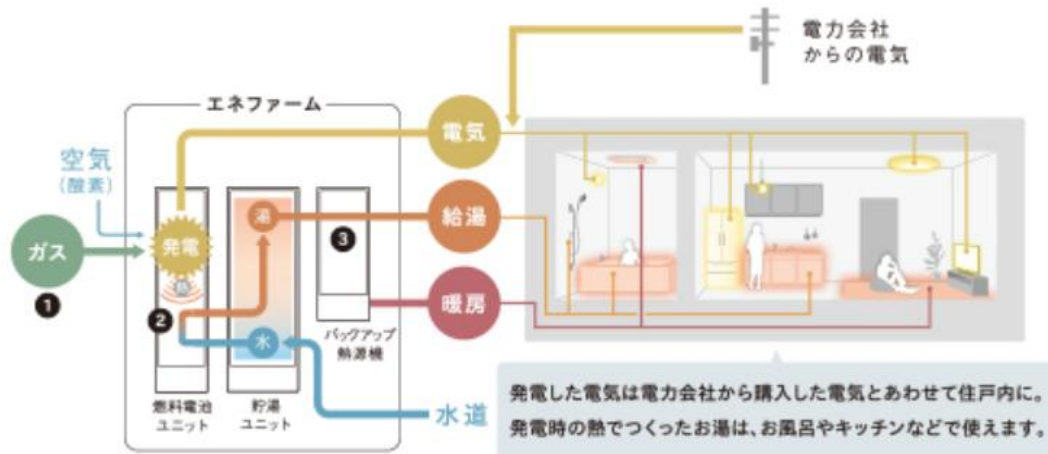 電力会社
からの電気
エネファーム
電気
空気
(酸素)
湯
給湯
❸
発電
ガス
熱
❶
❷
暖房
水
バックアップ
熱源機
燃料電池
ユニット
貯湯
ユニット
水道
発電した電気は電力会社から購入した電気とあわせて住戸内に。
発電時の熱でつくったお湯は、お風呂やキッチンなどで使えます。